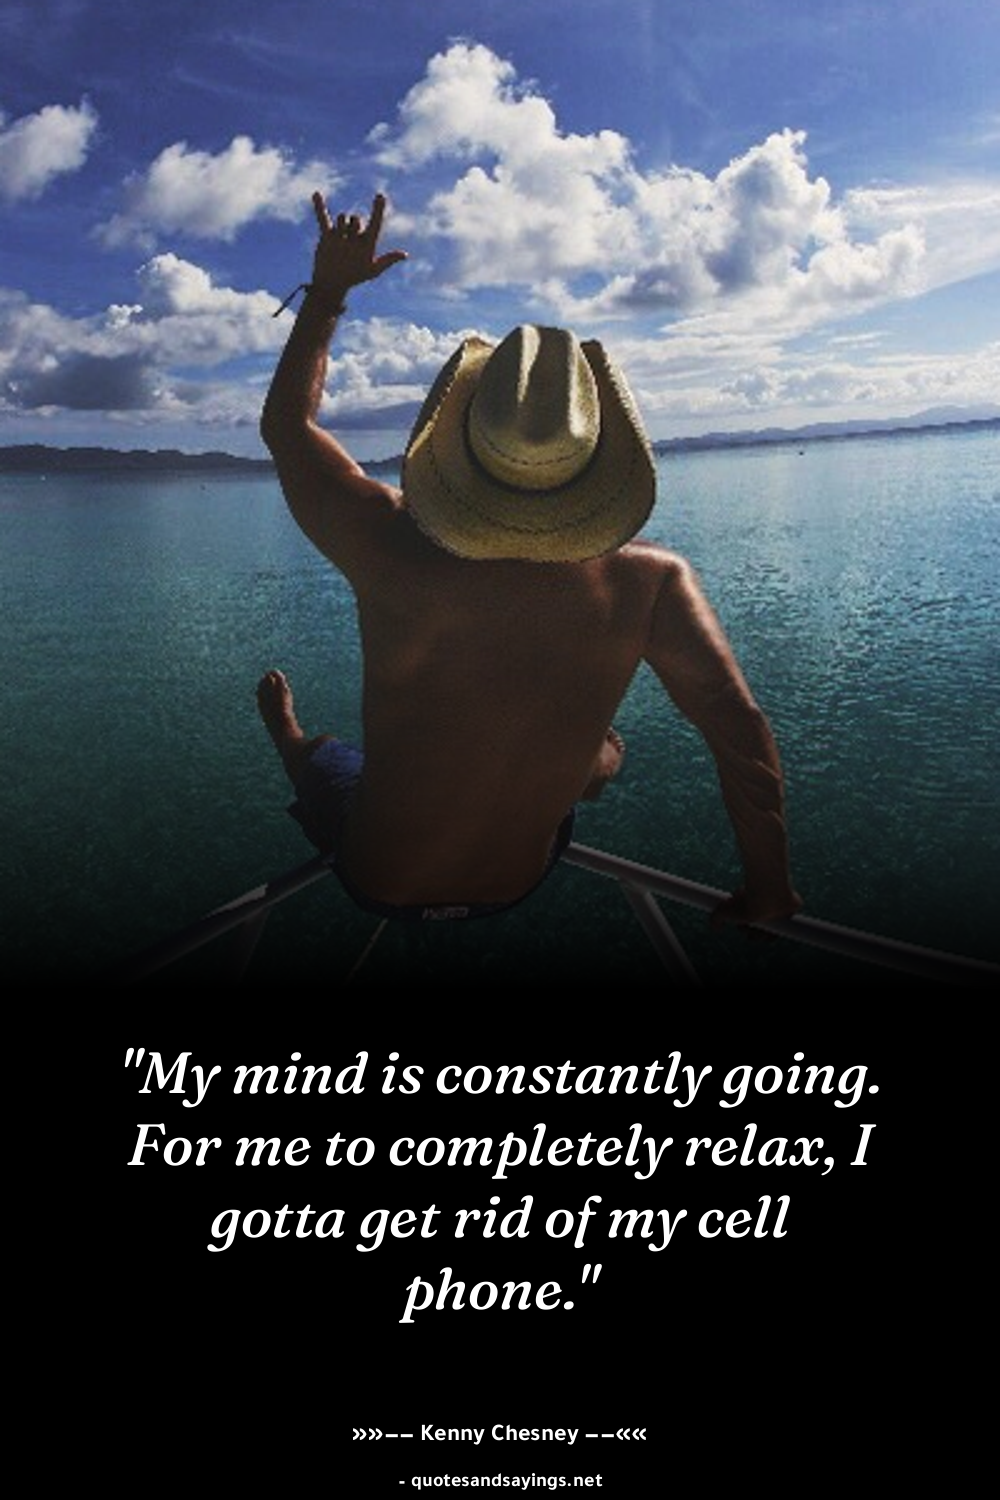 "My mind is constantly going.
For me to completely relax, I
gotta get rid of my cell
phone."
»»–– Kenny Chesney ––««
- quotesandsayings.net